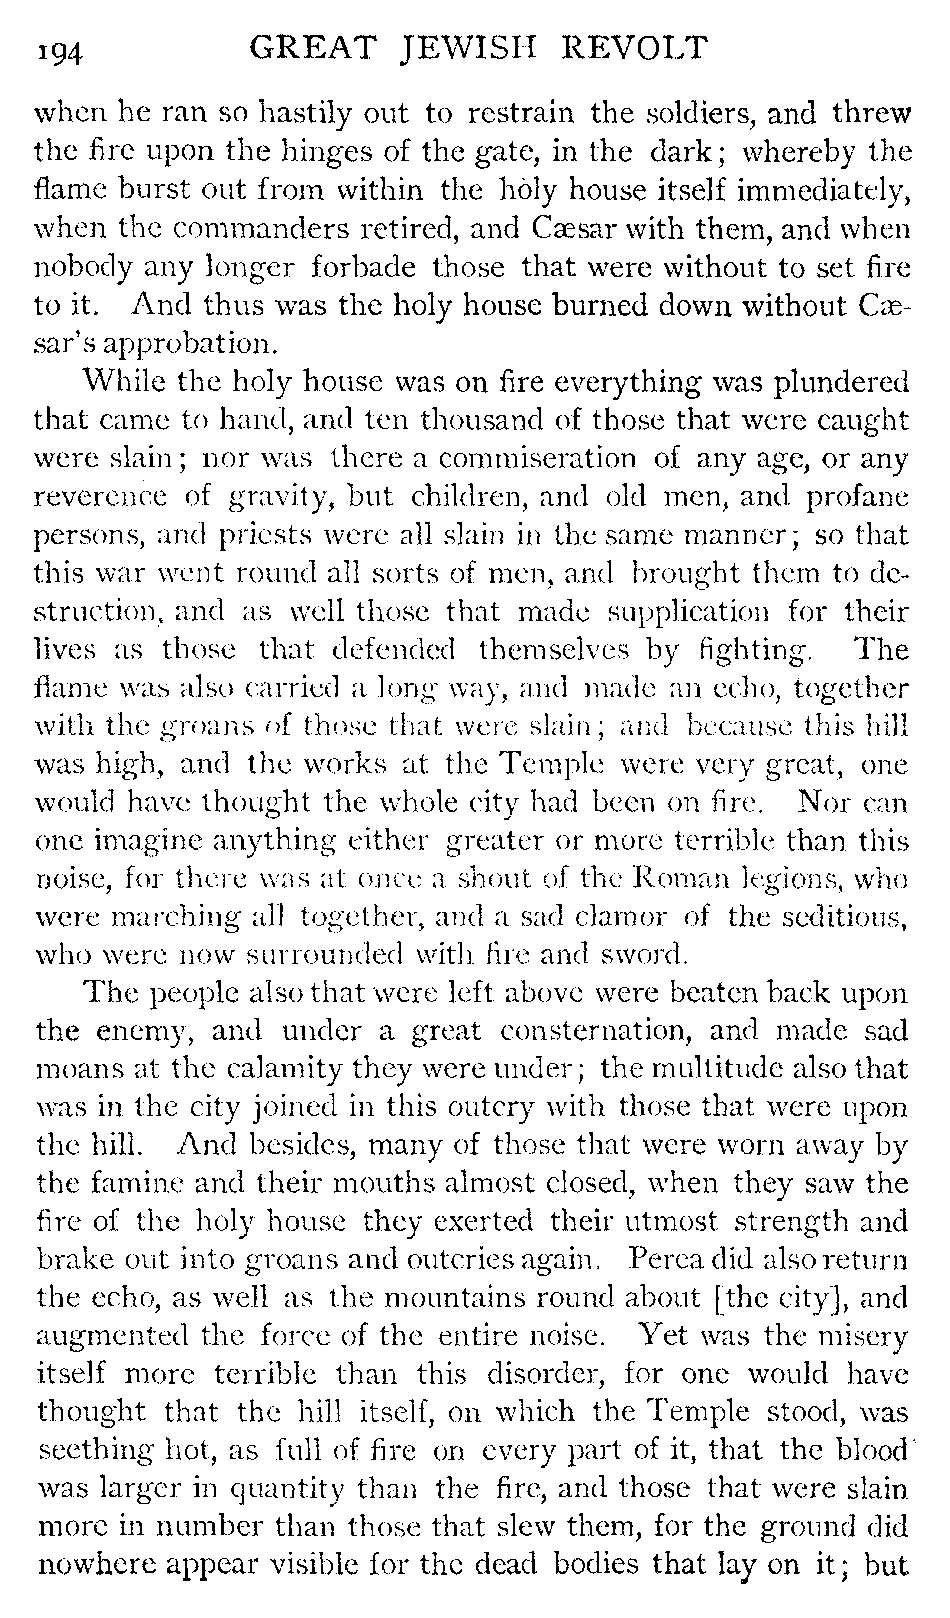 194 GREAT JEWISH REVOLT
when he ran so hastily out to restrain the soldiers, and threw
the fire upon the hinges of the gate, in the dark; whereby the
flame burst out from within the holy house itself immediately,
when the commanders retired, and Cæsar with them, and when
nobody any longer forbade those that were without to set fire
to it. And thus was the holy house burned down without Cæ-
sar's approbation.
While the holy house was on fire everything was plundered
that came to hand, and ten thousand of those that were caught
were slain; nor was there a commiseration of any age, or any
reverence of gravity, but children, and old men, and profane
persons, and priests were all slain in the same manner; so that
this war went round all sorts of men, and brought them to de-
struction, and as well those that made supplication for their
lives as those that defended themselves by fighting. The
flame was also carried a long way, and made an echo, together
with the groans of those that were slain; and because this hill
was high, and the works at the Temple were very great, one
would have thought the whole city had been on fire. Nor can
one imagine anything either greater or more terrible than this
noise, for there was at once a shout of the Roman legions, who
were marching all together, and a sad clamor of the seditious,
who were now surrounded with fire and sword.
The people also that were left above were beaten back upon
the enemy, and under a great consternation, and made sad
moans at the calamity they were under; the multitude also that
was in the city joined in this outcry with those that were upon
the hill. And besides, many of those that were worn away by
the famine and their mouths almost closed, when they saw the
fire of the holy house they exerted their utmost strength and
brake out into groans and outcries again. Perea did also return
the echo, as well as the mountains round about [the city], and
augmented the force of the entire noise. Yet was the misery
itself more terrible than this disorder, for one would have
thought that the hill itself, on which the Temple stood, was
seething hot, as full of fire on every part of it, that the blood
was larger in quantity than the fire, and those that were slain
more in number than those that slew them, for the ground did
nowhere appear visible for the dead bodies that lay on it; but